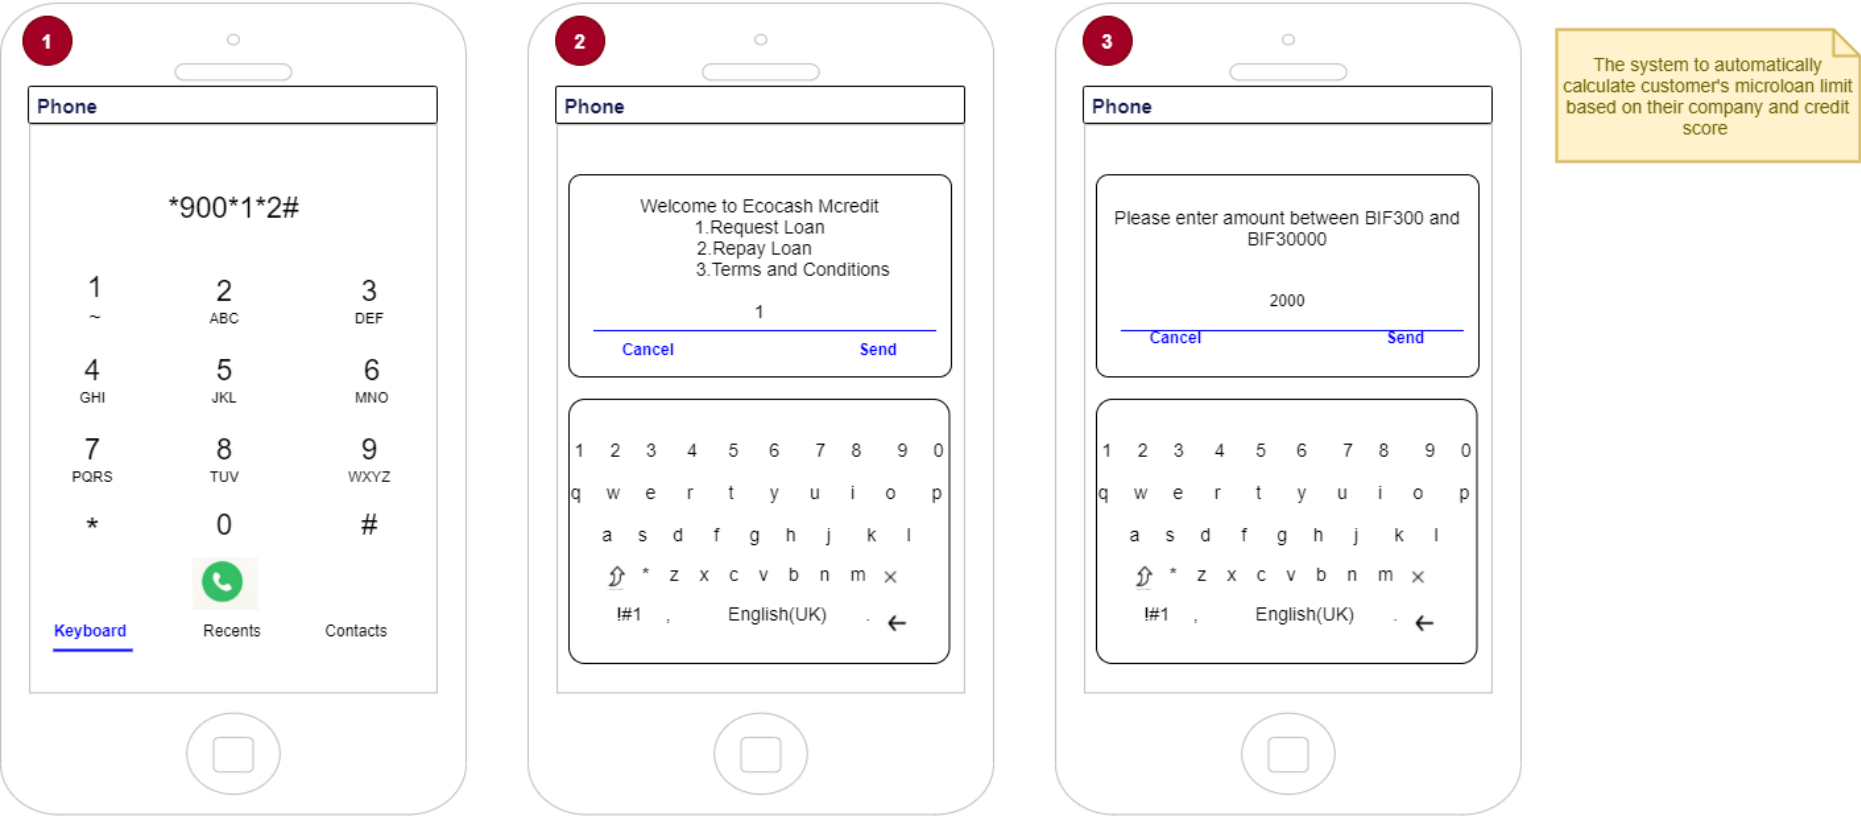 1
Phone
*900*1*2#
1 2 3
~ ABC DEF
4 5 6
GHI JKL MNO
7 8 9
PQRS TUV WXYZ
* 0 #
Keyboard Recents Contacts
2
Phone
Welcome to Ecocash Mcredit
1.Request Loan
2.Repay Loan
3.Terms and Conditions
1
Cancel Send
1 2 3 4 5 6 7 8 9 0
q w e r t y u i o p
a s d f g h j k l
* z x c v b n m ×
!#1 , English(UK) .
3
Phone
Please enter amount between BIF300 and
BIF30000
2000
Cancel Send
1 2 3 4 5 6 7 8 9 0
q w e r t y u i o p
a s d f g h j k l
* z x c v b n m ×
!#1 , English(UK) .
The system to automatically
calculate customer's microloan limit
based on their company and credit
score